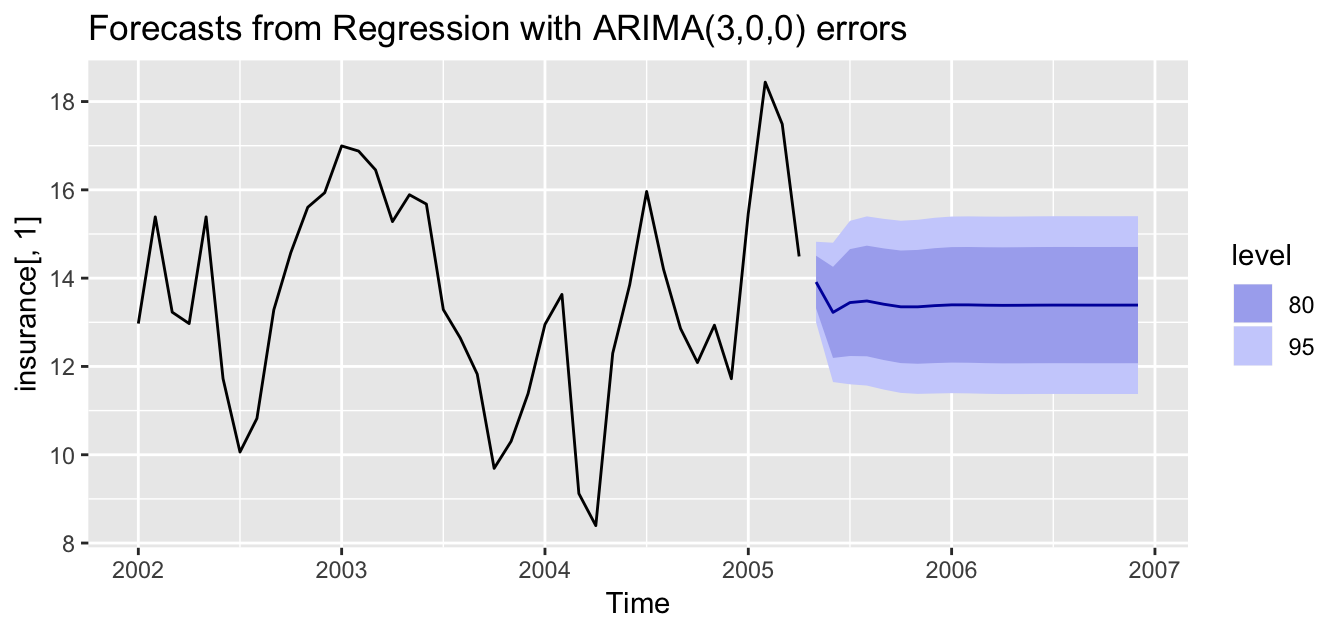 Forecasts from Regression with ARIMA(3,0,0) errors
insurance[, 1]
18
16
14
12
10
8
2002 2003 2004 2005 2006 2007
Time
level
80
95